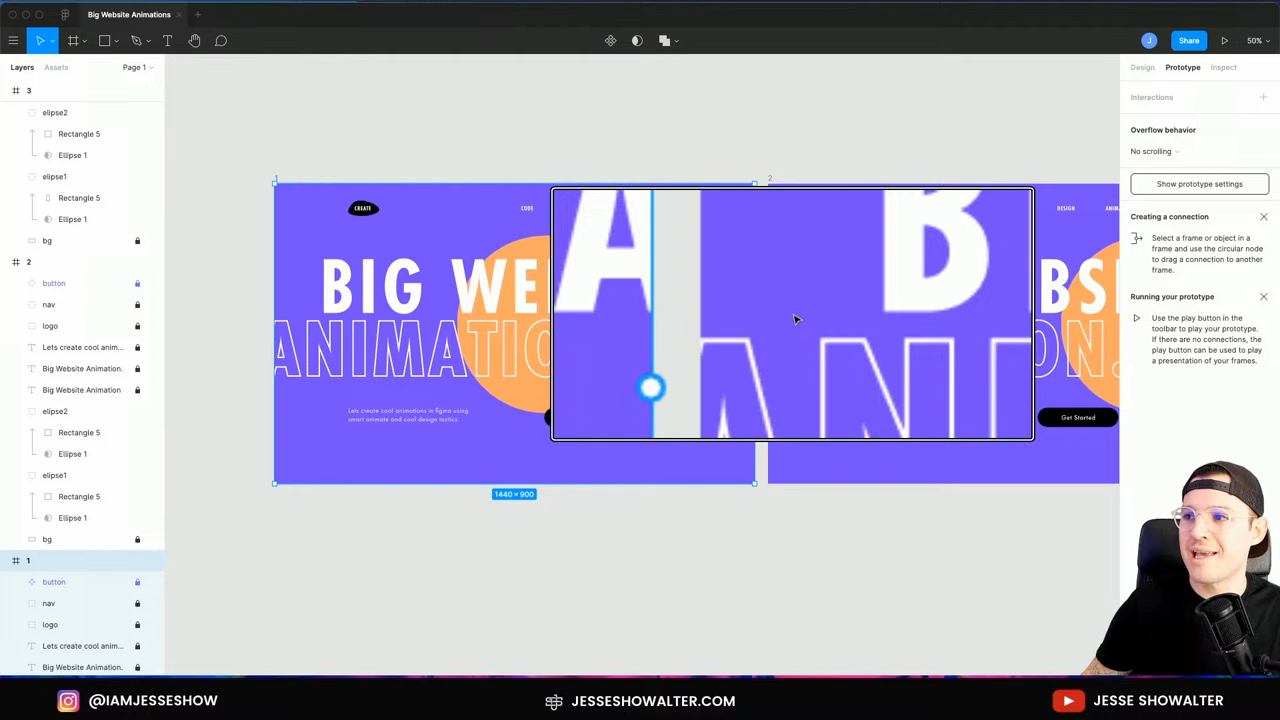 Big Website Animations
Share
50%
Layers
Assets
Page 1
Design
Prototype
Inspect
3
elipse2
Rectangle 5
Ellipse 1
elipse1
Rectangle 5
Ellipse 1
bg
2
button
nav
logo
Lets create cool anim...
Big Website Animation.
Big Website Animation
elipse2
Rectangle 5
Ellipse 1
elipse1
Rectangle 5
Ellipse 1
bg
1
button
nav
logo
Lets create cool anim...
Big Website Animation.
1
CREATE
CODE
BIG WE
ANIMATIO
Lets create cool animations in figma using
smart animate and cool design tactics
1440 × 900
A
B
ANI
2
DESIGN
ANIM
BSI
ON.
Get Started
J
Interactions
Overflow behavior
No scrolling
Show prototype settings
Creating a connection
Select a frame or object in a
frame and use the circular node
to drag a connection to another
frame.
Running your prototype
Use the play button in the
toolbar to play your prototype.
If there are no connections, the
play button can be used to play
a presentation of your frames.
@IAMJESSESHOW
JESSESHOWALTER.COM
JESSE SHOWALTER